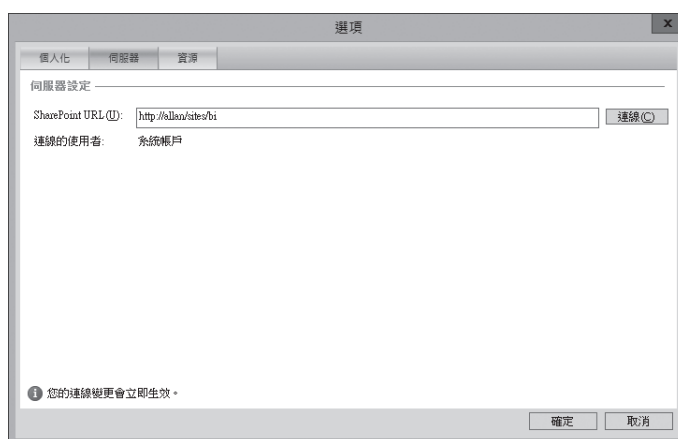 選項
x
個人化 伺服器 資源
伺服器設定
SharePoint URL(U): http://allan/sites/bi 連線(C)
連線的使用者: 系統帳戶
i 您的連線變更會立即生效。
確定 取消